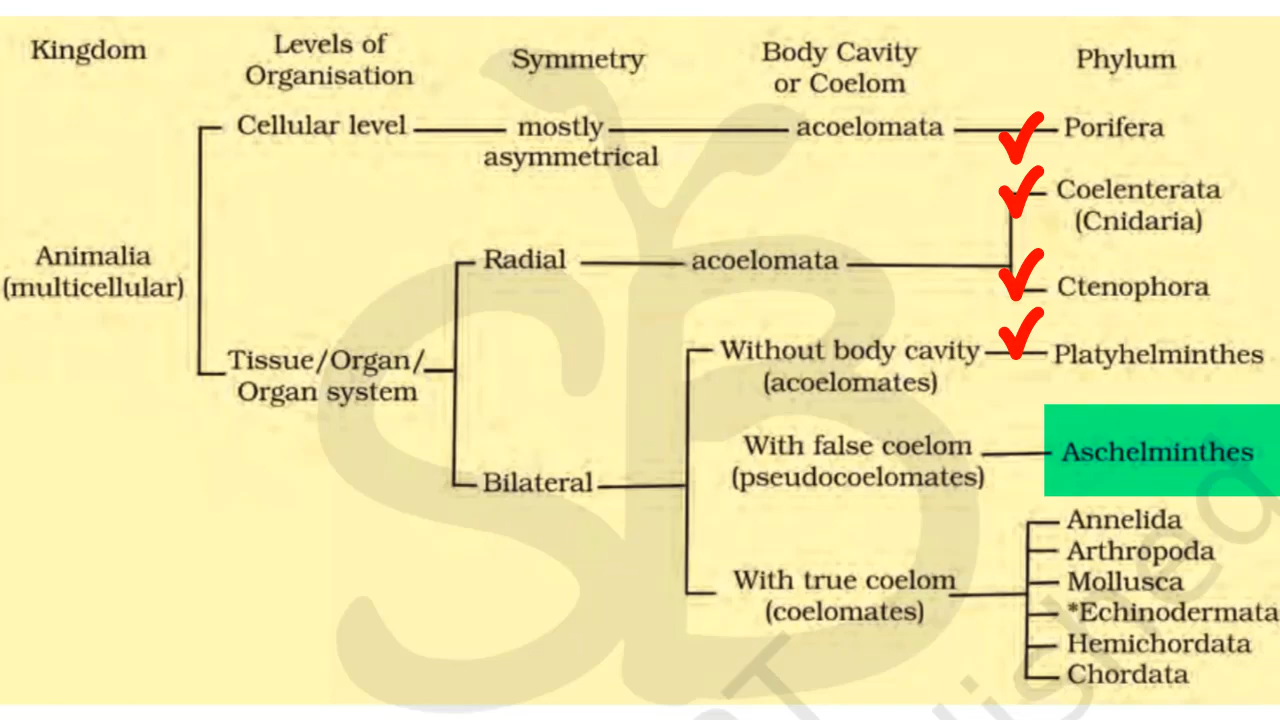 Kingdom
Levels of
Organisation
Symmetry
Body Cavity
or Coelom
Phylum
Cellular level
mostly
asymmetrical
acoelomata
Porifera
Coelenterata
(Cnidaria)
Animalia
(multicellular)
Radial
acoelomata
Ctenophora
Tissue/Organ/
Organ system
Without body cavity
(acoelomates)
Platyhelminthes
With false coelom
(pseudocoelomates)
Aschelminthes
Bilateral
With true coelom
(coelomates)
Annelida
Arthropoda
Mollusca
*Echinodermata
Hemichordata
Chordata